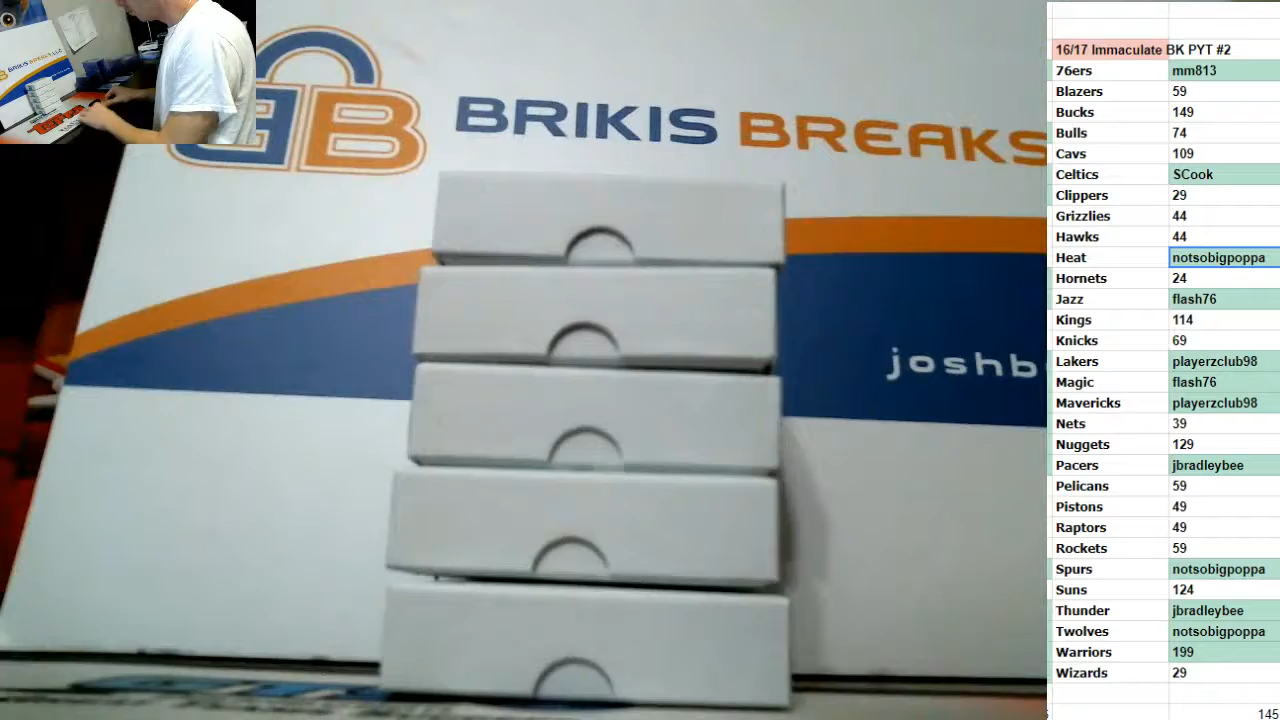 BRIKIS BREAKS LLC
B B
BRIKIS BREAKS
joshb
16/17 Immaculate BK PYT #2
76ers mm813
Blazers 59
Bucks 149
Bulls 74
Cavs 109
Celtics SCook
Clippers 29
Grizzlies 44
Hawks 44
Heat notsobigpoppa
Hornets 24
Jazz flash76
Kings 114
Knicks 69
Lakers playerzclub98
Magic flash76
Mavericks playerzclub98
Nets 39
Nuggets 129
Pacers jbradleybee
Pelicans 59
Pistons 49
Raptors 49
Rockets 59
Spurs notsobigpoppa
Suns 124
Thunder jbradleybee
Twolves notsobigpoppa
Warriors 199
Wizards 29
145